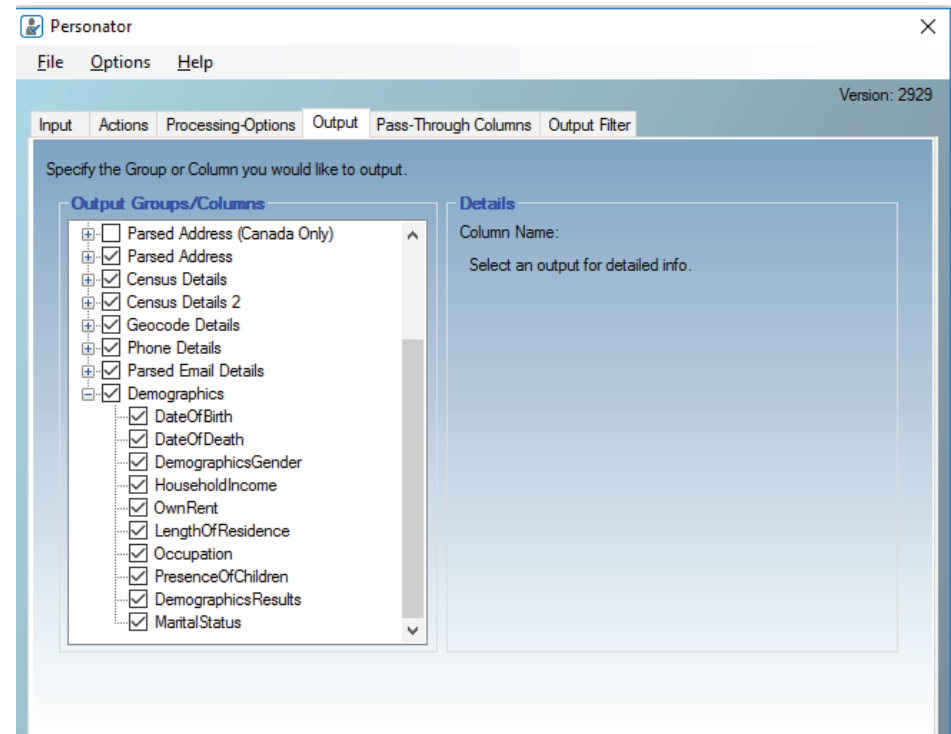 Personator
File Options Help
Version: 2929
Input Actions Processing-Options Output Pass-Through Columns Output Filter
Specify the Group or Column you would like to output.
Output Groups/Columns
Parsed Address (Canada Only)
Parsed Address
Census Details
Census Details 2
Geocode Details
Phone Details
Parsed Email Details
Demographics
DateOfBirth
DateOfDeath
DemographicsGender
HouseholdIncome
OwnRent
LengthOfResidence
Occupation
PresenceOfChildren
DemographicsResults
MaritalStatus
Details
Column Name:
Select an output for detailed info.